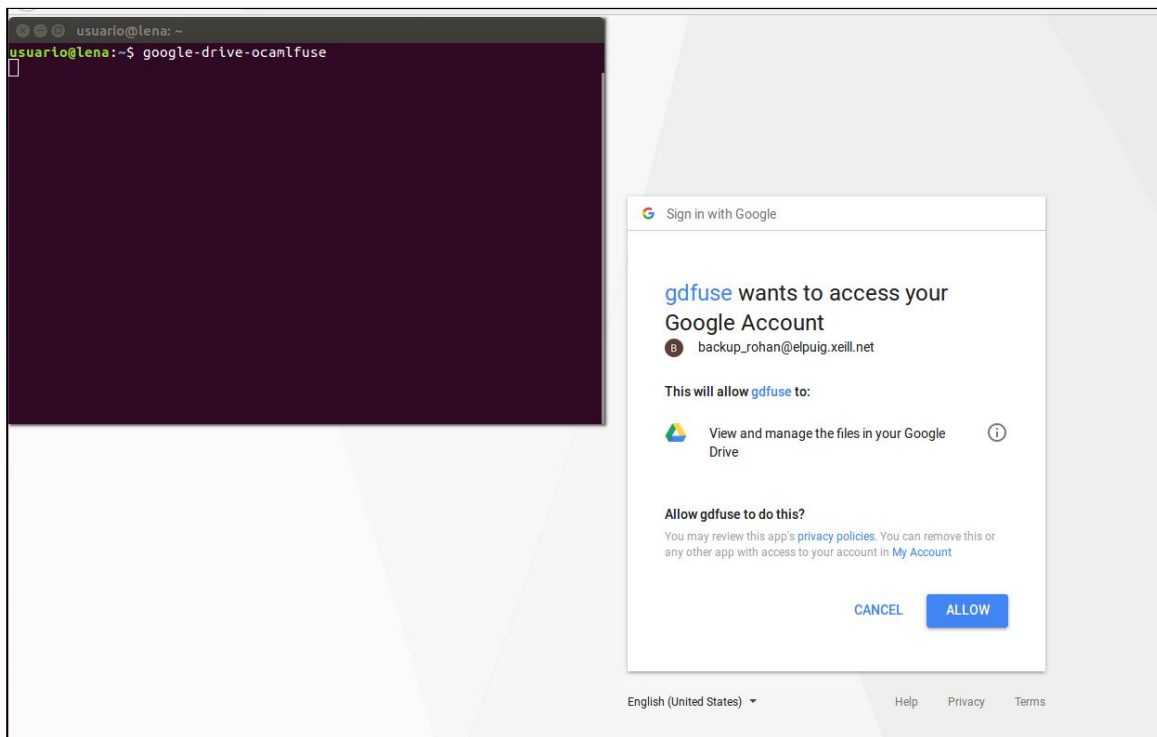 usuario@lena: ~
usuario@lena:~$ google-drive-ocamlfuse
Sign in with Google
gdfuse wants to access your
Google Account
B backup_rohan@elpuig.xeill.net
This will allow gdfuse to:
View and manage the files in your Google
Drive
Allow gdfuse to do this?
You may review this app's privacy policies. You can remove this or
any other app with access to your account in My Account
CANCEL ALLOW
English (United States) Help Privacy Terms